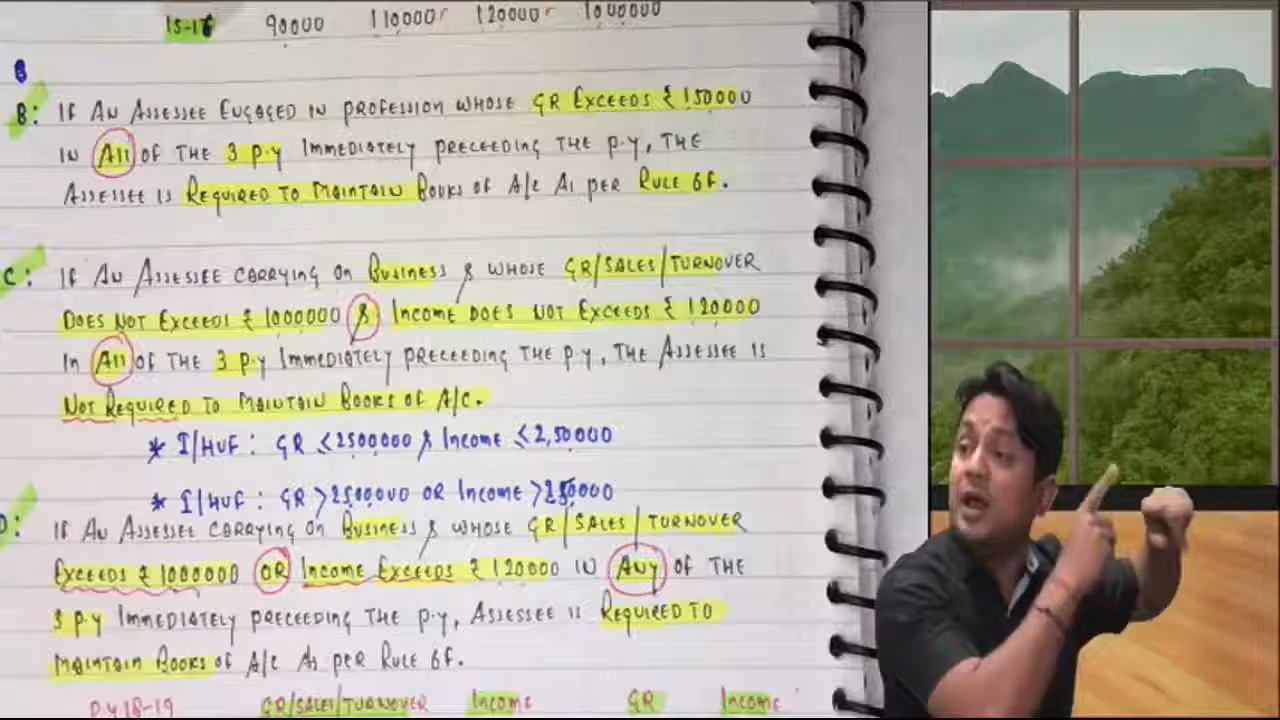 15-16 90000 110000 120000 1000000
B
B: IF AN ASSESSEE ENGAGED IN PROFESSION WHOSE GR EXCEEDS ₹ 150000
IN All OF THE 3 P.Y IMMEDIATELY PRECEEDING THE P.Y, THE
ASSESSEE IS REQUIRED TO MAINTAIN BOOKS OF A/C AS PER RULE 6F.
C: IF AN ASSESSEE CARRYING ON BUSINESS & WHOSE GR/SALES/TURNOVER
DOES NOT EXCEEDS ₹ 1000000 & INCOME DOES NOT EXCEEDS ₹ 120000
IN All OF THE 3 P.Y IMMEDIATELY PRECEEDING THE P.Y, THE ASSESSEE IS
NOT REQUIRED TO MAINTAIN BOOKS OF A/C.
* I/HUF: GR ≤ 2500000 & Income ≤ 2,50000
* I/HUF: GR > 2500000 OR Income > 250000
D: IF AN ASSESSEE CARRYING ON BUSINESS & WHOSE GR/SALES/TURNOVER
EXCEEDS ₹ 1000000 OR INCOME EXCEEDS ₹ 120000 IN ANY OF THE
3 P.Y IMMEDIATELY PRECEEDING THE P.Y, ASSESSEE IS REQUIRED TO
MAINTAIN BOOKS OF A/C AS PER RULE 6F.
P.Y 18-19 GR/SALES/TURNOVER Income GR Income